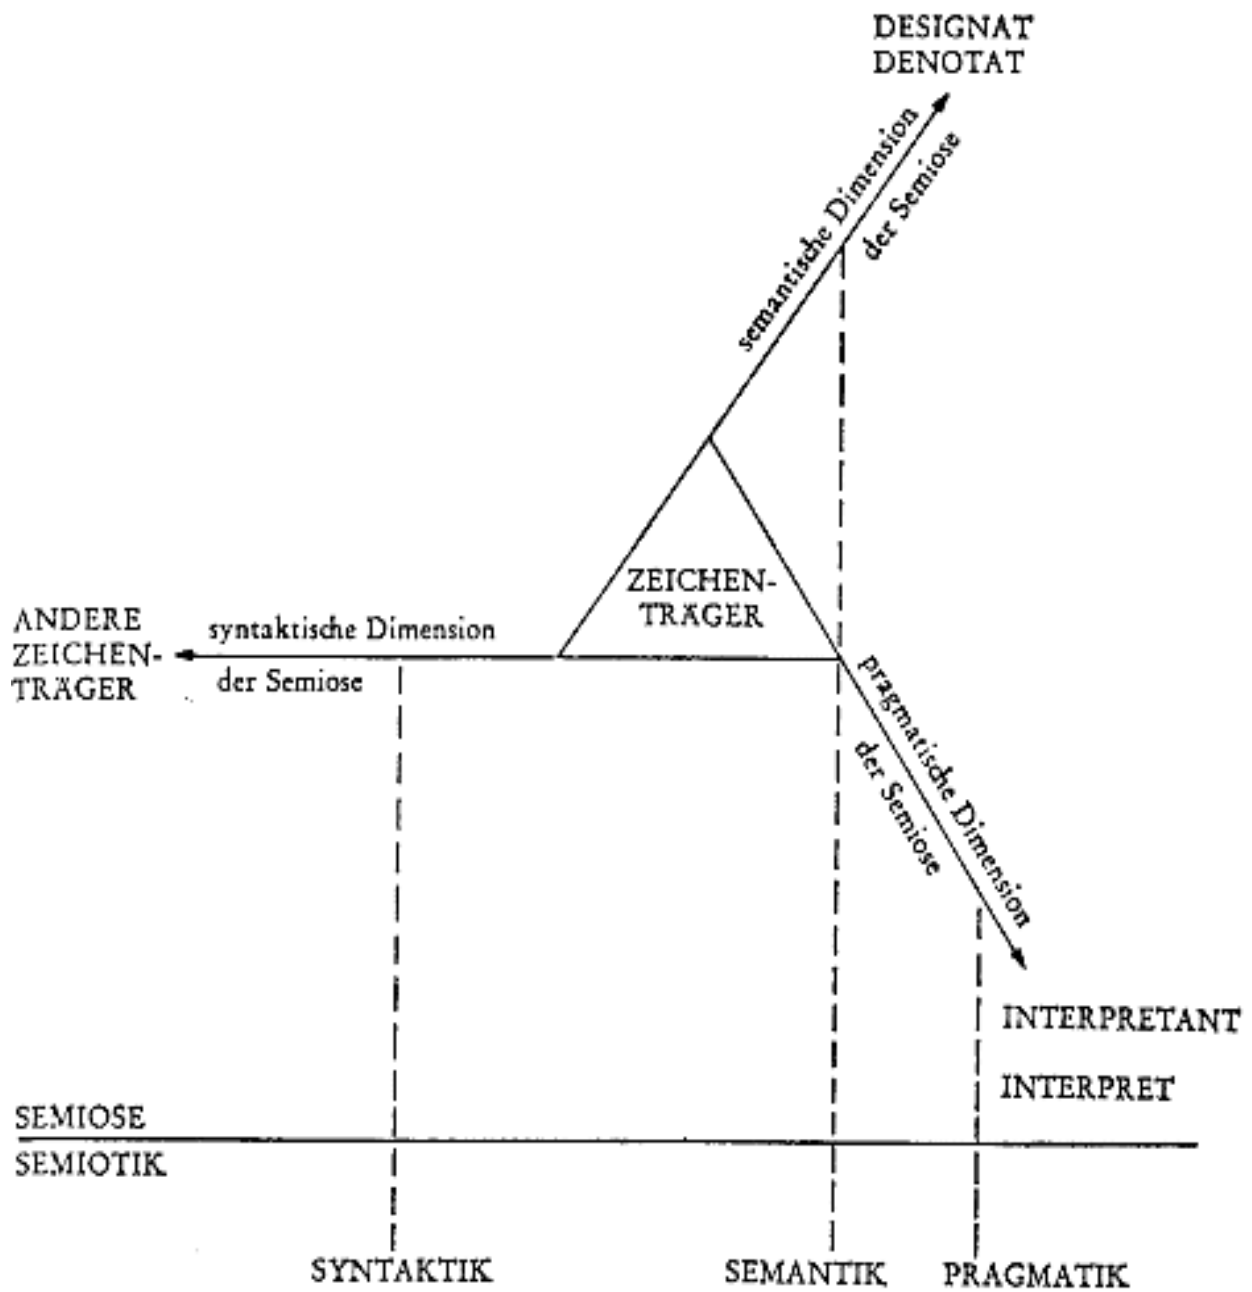 DESIGNAT
DENOTAT
semantische Dimension
der Semiose
ZEICHEN-
TRÄGER
ANDERE
ZEICHEN-
TRÄGER
syntaktische Dimension
der Semiose
pragmatische Dimension
der Semiose
INTERPRETANT
INTERPRET
SEMIOSE
SEMIOTIK
SYNTAKTIK
SEMANTIK
PRAGMATIK